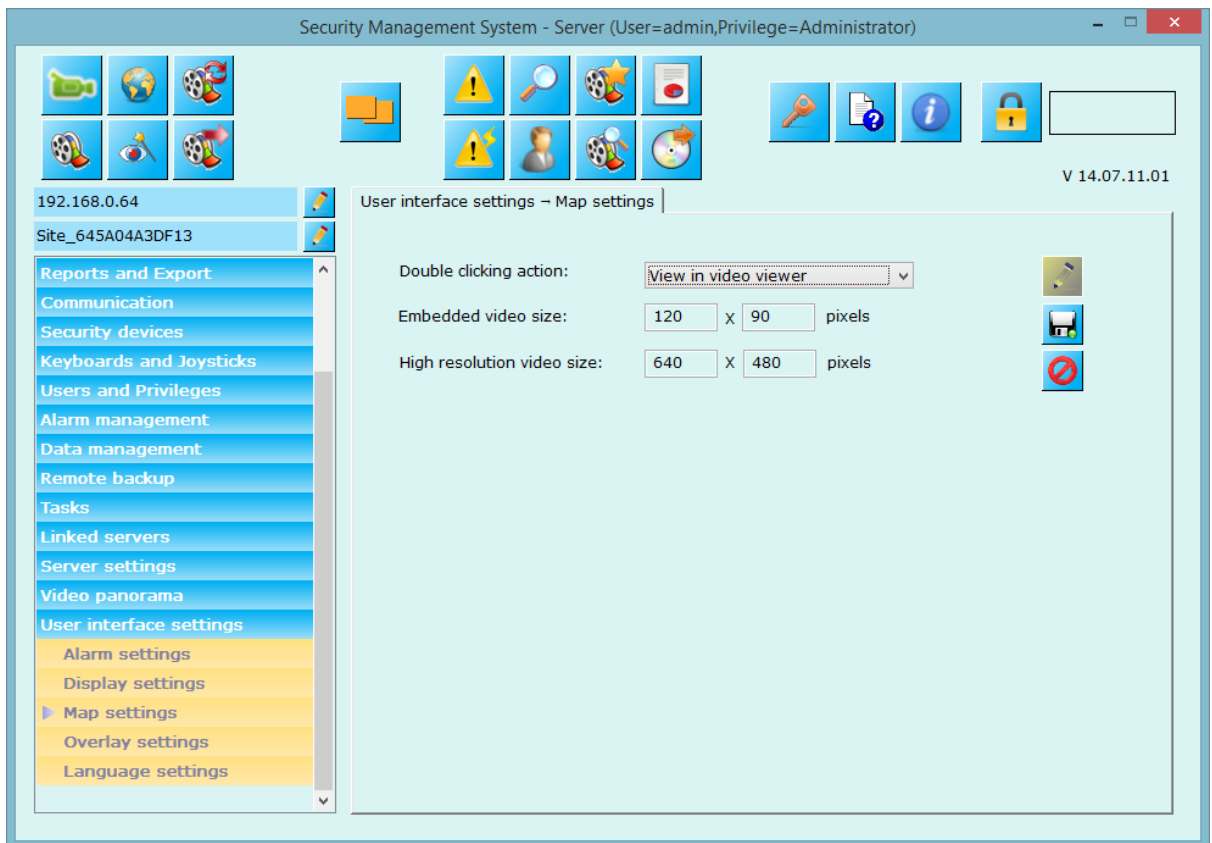 Security Management System - Server (User=admin,Privilege=Administrator)
V 14.07.11.01
192.168.0.64
Site_645A04A3DF13
Reports and Export
Communication
Security devices
Keyboards and Joysticks
Users and Privileges
Alarm management
Data management
Remote backup
Tasks
Linked servers
Server settings
Video panorama
User interface settings
Alarm settings
Display settings
Map settings
Overlay settings
Language settings
User interface settings – Map settings
Double clicking action: View in video viewer
Embedded video size: 120 X 90 pixels
High resolution video size: 640 X 480 pixels